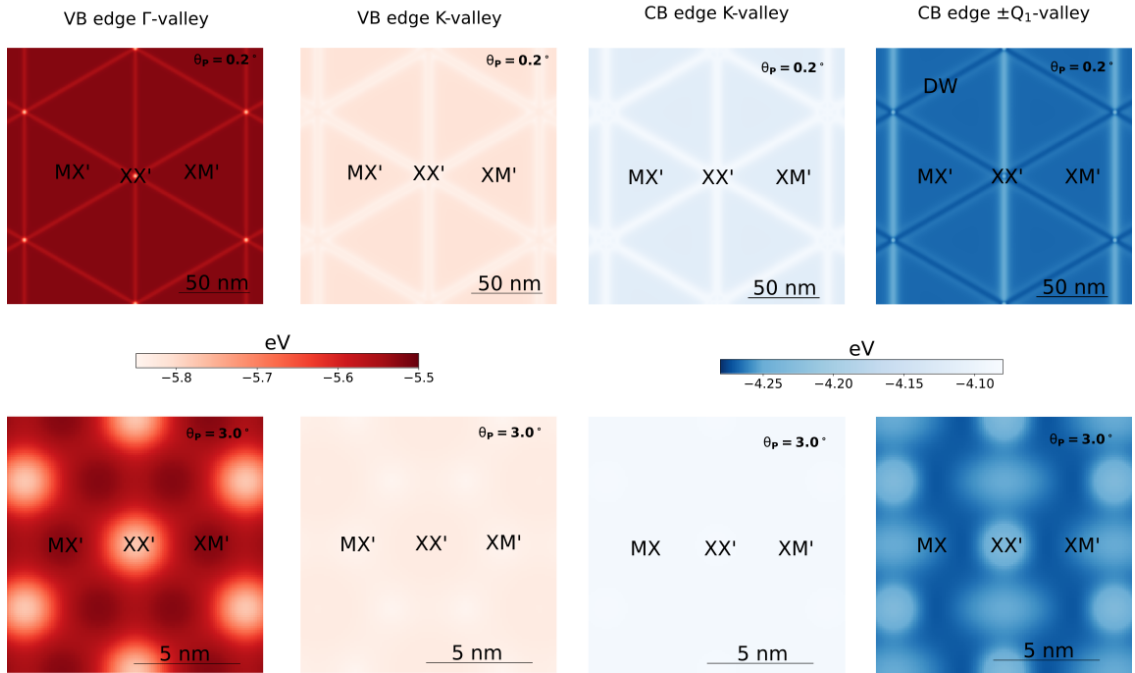 VB edge Γ-valley
VB edge K-valley
CB edge K-valley
CB edge ±Q₁-valley
θP = 0.2°
MX'
XX'
XM'
50 nm
θP = 0.2°
MX'
XX'
XM'
50 nm
θP = 0.2°
MX'
XX'
XM'
50 nm
θP = 0.2°
DW
MX'
XX'
XM'
50 nm
eV
−5.8 −5.7 −5.6 −5.5
eV
−4.25 −4.20 −4.15 −4.10
θP = 3.0°
MX'
XX'
XM'
5 nm
θP = 3.0°
MX'
XX'
XM'
5 nm
θP = 3.0°
MX
XX'
XM'
5 nm
θP = 3.0°
MX
XX'
XM'
5 nm